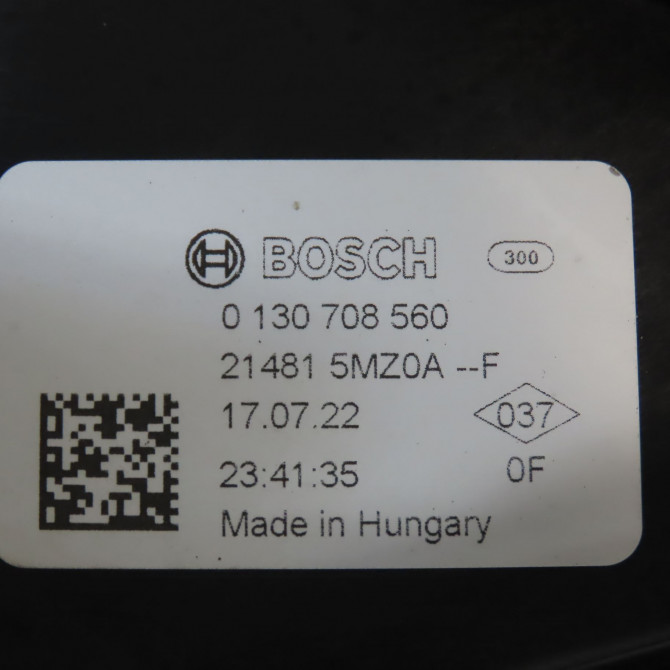 BOSCH 300
0 130 708 560
21481 5MZ0A --F
17.07.22 037
23:41:35 0F
Made in Hungary